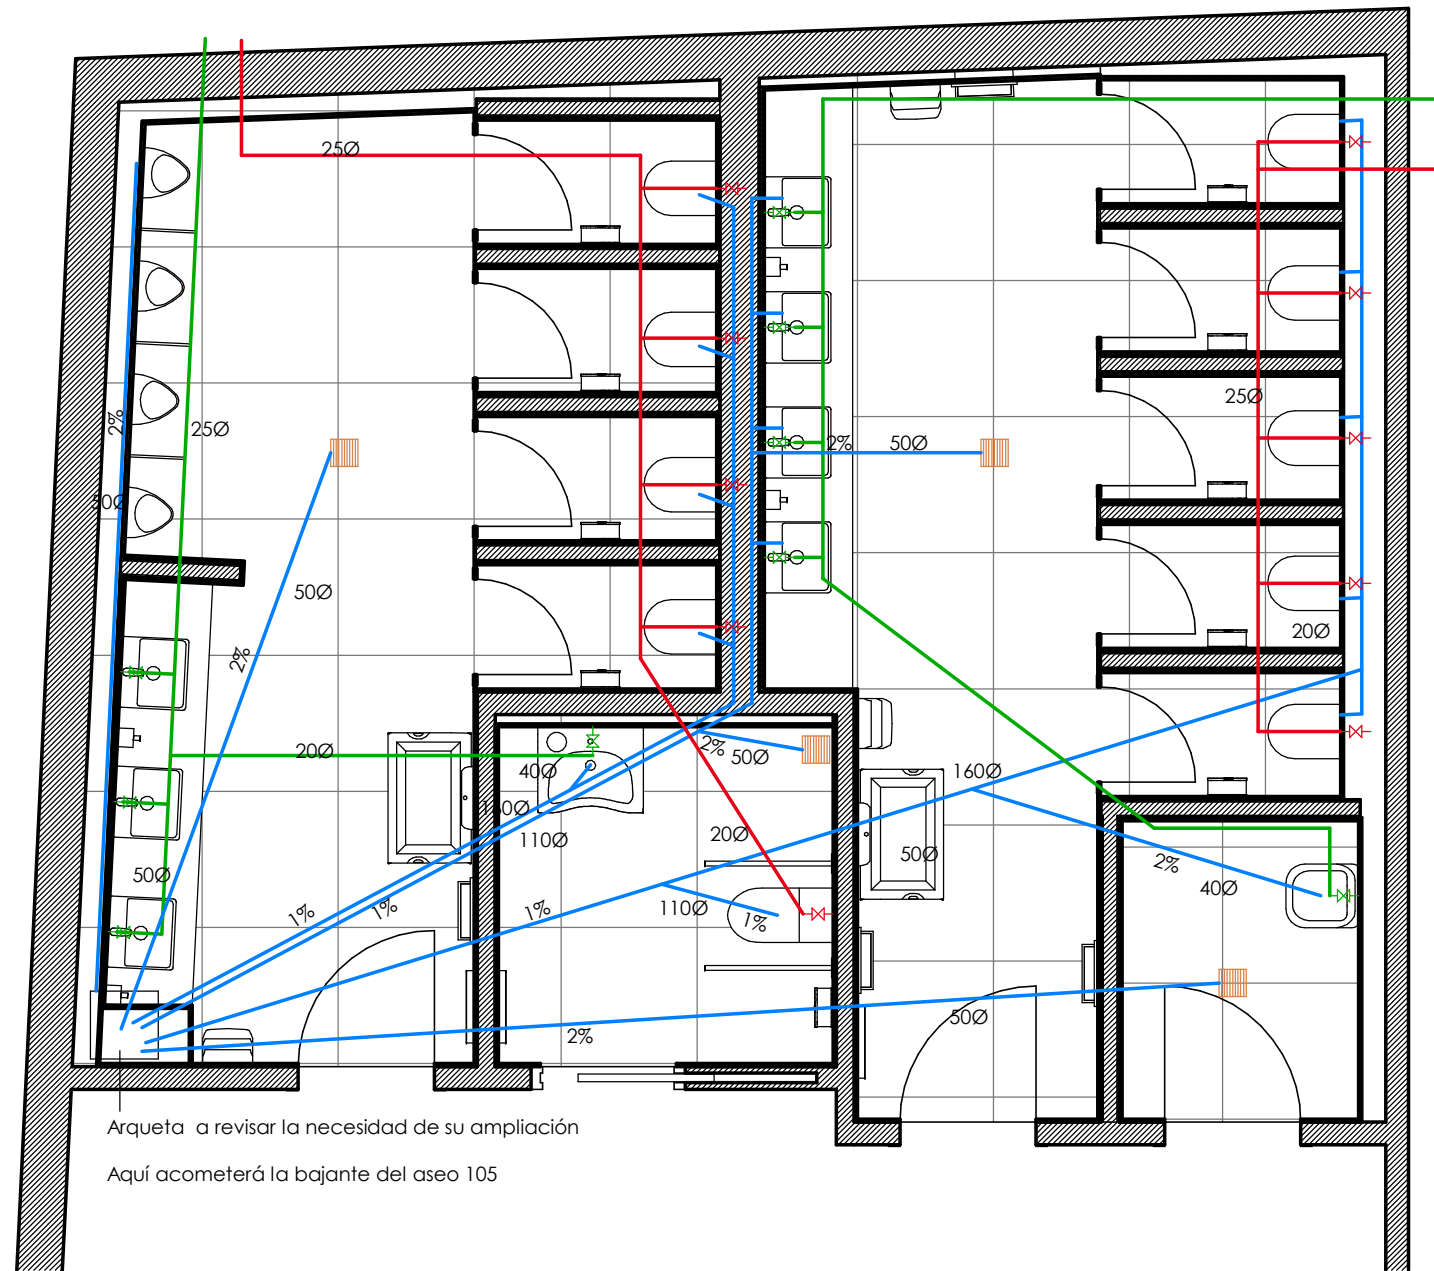 25Ø
2%
25Ø
2%
50Ø
50Ø
25Ø
50Ø
50Ø
20Ø
2%
2%
20Ø
50Ø
40Ø
160Ø
110Ø
20Ø
50Ø
2%
50Ø
40Ø
110Ø
1%
1%
1%
1%
50Ø
2%
Arqueta a revisar la necesidad de su ampliación
Aquí acometerá la bajante del aseo 105